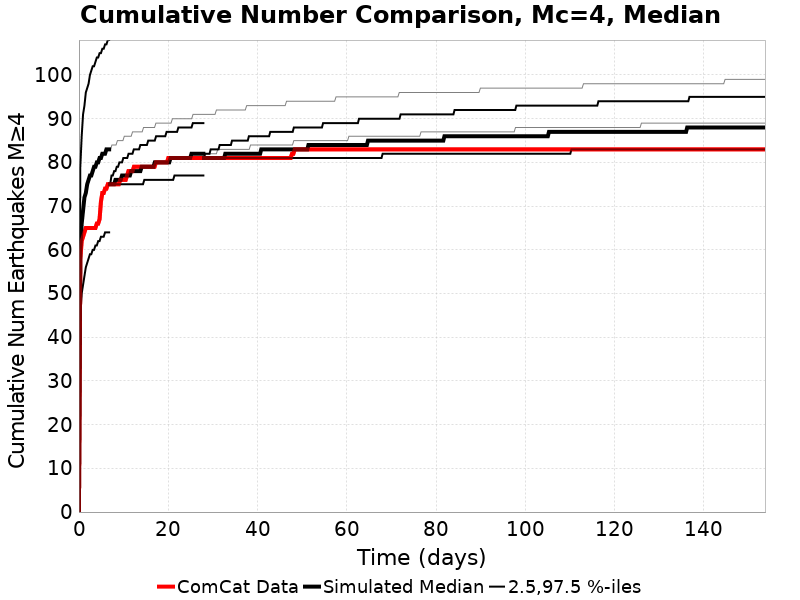 Cumulative Number Comparison, Mc=4, Median
Cumulative Num Earthquakes M≥4
100
90
80
70
60
50
40
30
20
10
0
0 20 40 60 80 100 120 140
Time (days)
ComCat Data Simulated Median 2.5,97.5 %-iles